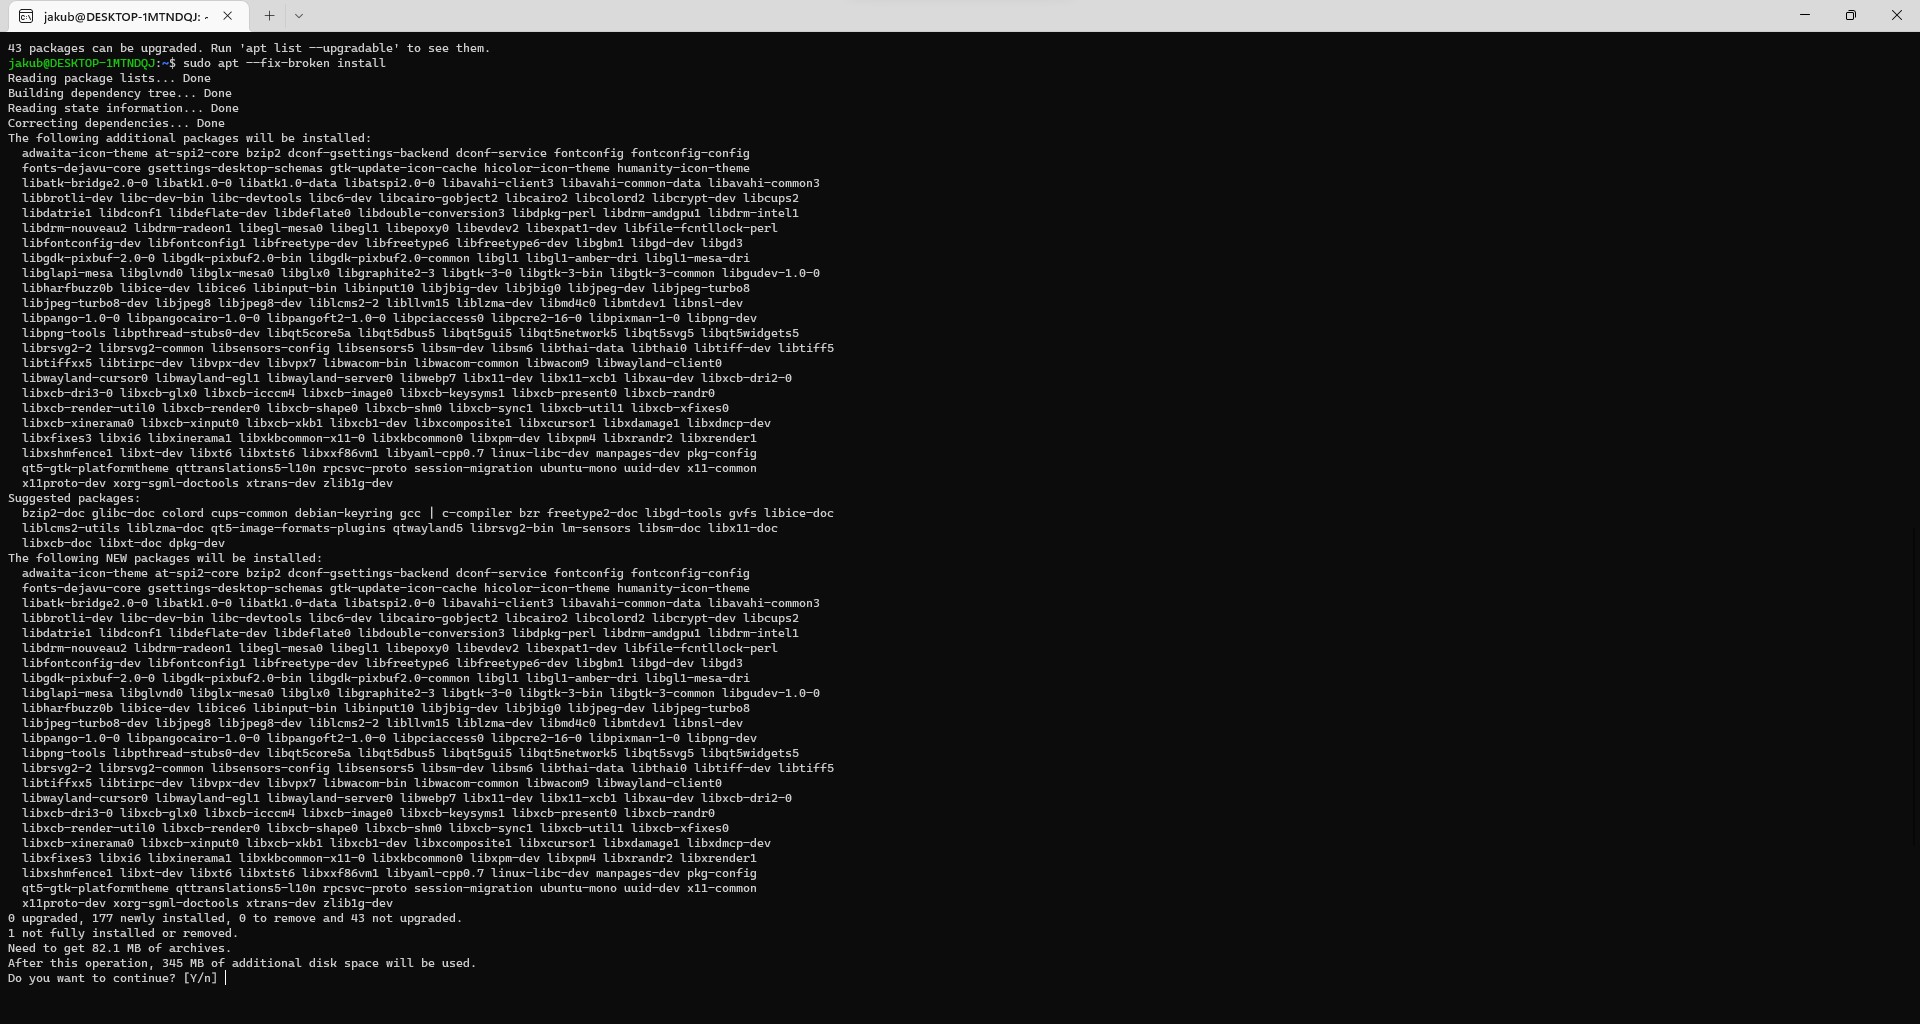 jakub@DESKTOP-1MTNDQJ: ~
43 packages can be upgraded. Run 'apt list --upgradable' to see them.
jakub@DESKTOP-1MTNDQJ:~$ sudo apt --fix-broken install
Reading package lists... Done
Building dependency tree... Done
Reading state information... Done
Correcting dependencies... Done
The following additional packages will be installed:
adwaita-icon-theme at-spi2-core bzip2 dconf-gsettings-backend dconf-service fontconfig fontconfig-config
fonts-dejavu-core gsettings-desktop-schemas gtk-update-icon-cache hicolor-icon-theme humanity-icon-theme
libatk-bridge2.0-0 libatk1.0-0 libatk1.0-data libatspi2.0-0 libavahi-client3 libavahi-common-data libavahi-common3
libbrotli-dev libc-dev-bin libc-devtools libc6-dev libcairo-gobject2 libcairo2 libcolord2 libcrypt-dev libcups2
libdatrie1 libdconf1 libdeflate-dev libdeflate0 libdouble-conversion3 libdpkg-perl libdrm-amdgpu1 libdrm-intel1
libdrm-nouveau2 libdrm-radeon1 libegl-mesa0 libegl1 libepoxy0 libevdev2 libexpat1-dev libfile-fcntllock-perl
libfontconfig-dev libfontconfig1 libfreetype-dev libfreetype6 libfreetype6-dev libgbm1 libgd-dev libgd3
libgdk-pixbuf-2.0-0 libgdk-pixbuf2.0-bin libgdk-pixbuf2.0-common libgl1 libgl1-amber-dri libgl1-mesa-dri
libglapi-mesa libglvnd0 libglx-mesa0 libglx0 libgraphite2-3 libgtk-3-0 libgtk-3-bin libgtk-3-common libgudev-1.0-0
libharfbuzz0b libice-dev libice6 libinput-bin libinput10 libjbig-dev libjbig0 libjpeg-dev libjpeg-turbo8
libjpeg-turbo8-dev libjpeg8 libjpeg8-dev liblcms2-2 libllvm15 liblzma-dev libmd4c0 libmtdev1 libnsl-dev
libpango-1.0-0 libpangocairo-1.0-0 libpangoft2-1.0-0 libpciaccess0 libpcre2-16-0 libpixman-1-0 libpng-dev
libpng-tools libpthread-stubs0-dev libqt5core5a libqt5dbus5 libqt5gui5 libqt5network5 libqt5svg5 libqt5widgets5
librsvg2-2 librsvg2-common libsensors-config libsensors5 libsm-dev libsm6 libthai-data libthai0 libtiff-dev libtiff5
libtiffxx5 libtirpc-dev libvpx-dev libvpx7 libwacom-bin libwacom-common libwacom9 libwayland-client0
libwayland-cursor0 libwayland-egl1 libwayland-server0 libwebp7 libx11-dev libx11-xcb1 libxau-dev libxcb-dri2-0
libxcb-dri3-0 libxcb-glx0 libxcb-icccm4 libxcb-image0 libxcb-keysyms1 libxcb-present0 libxcb-randr0
libxcb-render-util0 libxcb-render0 libxcb-shape0 libxcb-shm0 libxcb-sync1 libxcb-util1 libxcb-xfixes0
libxcb-xinerama0 libxcb-xinput0 libxcb-xkb1 libxcb1-dev libxcomposite1 libxcursor1 libxdamage1 libxdmcp-dev
libxfixes3 libxi6 libxinerama1 libxkbcommon-x11-0 libxkbcommon0 libxpm-dev libxpm4 libxrandr2 libxrender1
libxshmfence1 libxt-dev libxt6 libxtst6 libxxf86vm1 libyaml-cpp0.7 linux-libc-dev manpages-dev pkg-config
qt5-gtk-platformtheme qttranslations5-l10n rpcsvc-proto session-migration ubuntu-mono uuid-dev x11-common
x11proto-dev xorg-sgml-doctools xtrans-dev zlib1g-dev
Suggested packages:
bzip2-doc glibc-doc colord cups-common debian-keyring gcc | c-compiler bzr freetype2-doc libgd-tools gvfs libice-doc
liblcms2-utils liblzma-doc qt5-image-formats-plugins qtwayland5 librsvg2-bin lm-sensors libsm-doc libx11-doc
libxcb-doc libxt-doc dpkg-dev
The following NEW packages will be installed:
adwaita-icon-theme at-spi2-core bzip2 dconf-gsettings-backend dconf-service fontconfig fontconfig-config
fonts-dejavu-core gsettings-desktop-schemas gtk-update-icon-cache hicolor-icon-theme humanity-icon-theme
libatk-bridge2.0-0 libatk1.0-0 libatk1.0-data libatspi2.0-0 libavahi-client3 libavahi-common-data libavahi-common3
libbrotli-dev libc-dev-bin libc-devtools libc6-dev libcairo-gobject2 libcairo2 libcolord2 libcrypt-dev libcups2
libdatrie1 libdconf1 libdeflate-dev libdeflate0 libdouble-conversion3 libdpkg-perl libdrm-amdgpu1 libdrm-intel1
libdrm-nouveau2 libdrm-radeon1 libegl-mesa0 libegl1 libepoxy0 libevdev2 libexpat1-dev libfile-fcntllock-perl
libfontconfig-dev libfontconfig1 libfreetype-dev libfreetype6 libfreetype6-dev libgbm1 libgd-dev libgd3
libgdk-pixbuf-2.0-0 libgdk-pixbuf2.0-bin libgdk-pixbuf2.0-common libgl1 libgl1-amber-dri libgl1-mesa-dri
libglapi-mesa libglvnd0 libglx-mesa0 libglx0 libgraphite2-3 libgtk-3-0 libgtk-3-bin libgtk-3-common libgudev-1.0-0
libharfbuzz0b libice-dev libice6 libinput-bin libinput10 libjbig-dev libjbig0 libjpeg-dev libjpeg-turbo8
libjpeg-turbo8-dev libjpeg8 libjpeg8-dev liblcms2-2 libllvm15 liblzma-dev libmd4c0 libmtdev1 libnsl-dev
libpango-1.0-0 libpangocairo-1.0-0 libpangoft2-1.0-0 libpciaccess0 libpcre2-16-0 libpixman-1-0 libpng-dev
libpng-tools libpthread-stubs0-dev libqt5core5a libqt5dbus5 libqt5gui5 libqt5network5 libqt5svg5 libqt5widgets5
librsvg2-2 librsvg2-common libsensors-config libsensors5 libsm-dev libsm6 libthai-data libthai0 libtiff-dev libtiff5
libtiffxx5 libtirpc-dev libvpx-dev libvpx7 libwacom-bin libwacom-common libwacom9 libwayland-client0
libwayland-cursor0 libwayland-egl1 libwayland-server0 libwebp7 libx11-dev libx11-xcb1 libxau-dev libxcb-dri2-0
libxcb-dri3-0 libxcb-glx0 libxcb-icccm4 libxcb-image0 libxcb-keysyms1 libxcb-present0 libxcb-randr0
libxcb-render-util0 libxcb-render0 libxcb-shape0 libxcb-shm0 libxcb-sync1 libxcb-util1 libxcb-xfixes0
libxcb-xinerama0 libxcb-xinput0 libxcb-xkb1 libxcb1-dev libxcomposite1 libxcursor1 libxdamage1 libxdmcp-dev
libxfixes3 libxi6 libxinerama1 libxkbcommon-x11-0 libxkbcommon0 libxpm-dev libxpm4 libxrandr2 libxrender1
libxshmfence1 libxt-dev libxt6 libxtst6 libxxf86vm1 libyaml-cpp0.7 linux-libc-dev manpages-dev pkg-config
qt5-gtk-platformtheme qttranslations5-l10n rpcsvc-proto session-migration ubuntu-mono uuid-dev x11-common
x11proto-dev xorg-sgml-doctools xtrans-dev zlib1g-dev
0 upgraded, 177 newly installed, 0 to remove and 43 not upgraded.
1 not fully installed or removed.
Need to get 82.1 MB of archives.
After this operation, 345 MB of additional disk space will be used.
Do you want to continue? [Y/n]